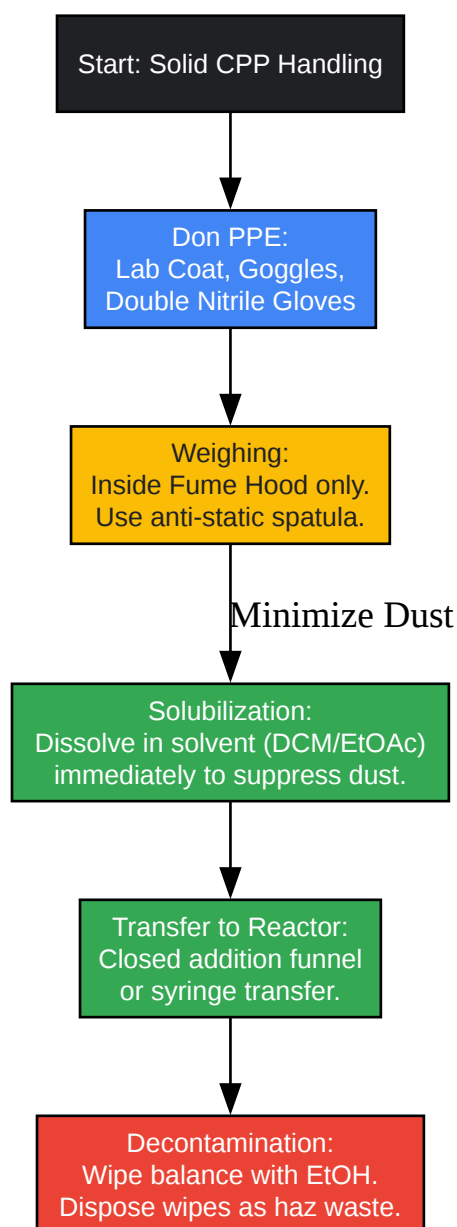 Start: Solid CPP Handling
Don PPE:
Lab Coat, Goggles,
Double Nitrile Gloves
Weighing:
Inside Fume Hood only.
Use anti-static spatula.
Minimize Dust
Solubilization:
Dissolve in solvent (DCM/EtOAc)
immediately to suppress dust.
Transfer to Reactor:
Closed addition funnel
or syringe transfer.
Decontamination:
Wipe balance with EtOH.
Dispose wipes as haz waste.